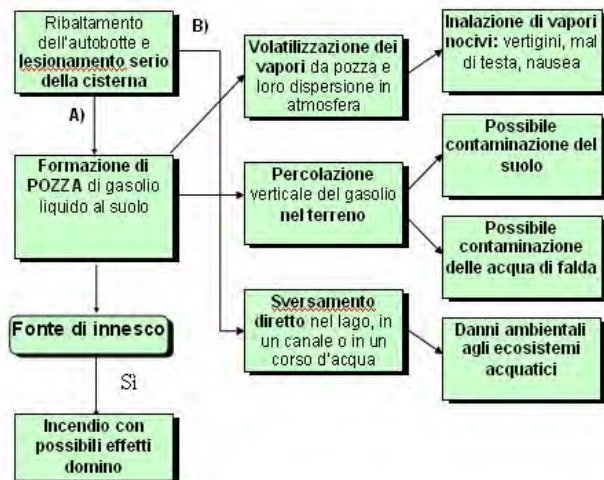 Ribaltamento
dell'autobotte e
lesionamento serio
della cisterna
B)
A)
Formazione di
POZZA di gasolio
liquido al suolo
Fonte di innesco
Sì
Incendio con
possibili effetti
domino
Volatilizzazione dei
vapori da pozza e
loro dispersione in
atmosfera
Percolazione
verticale del gasolio
nel terreno
Sversamento
diretto nel lago, in
un canale o in un
corso d'acqua
Inalazione di vapori
nocivi: vertigini, mal
di testa, nausea
Possibile
contaminazione del
suolo
Possibile
contaminazione
delle acqua di falda
Danni ambientali
agli ecosistemi
acquatici